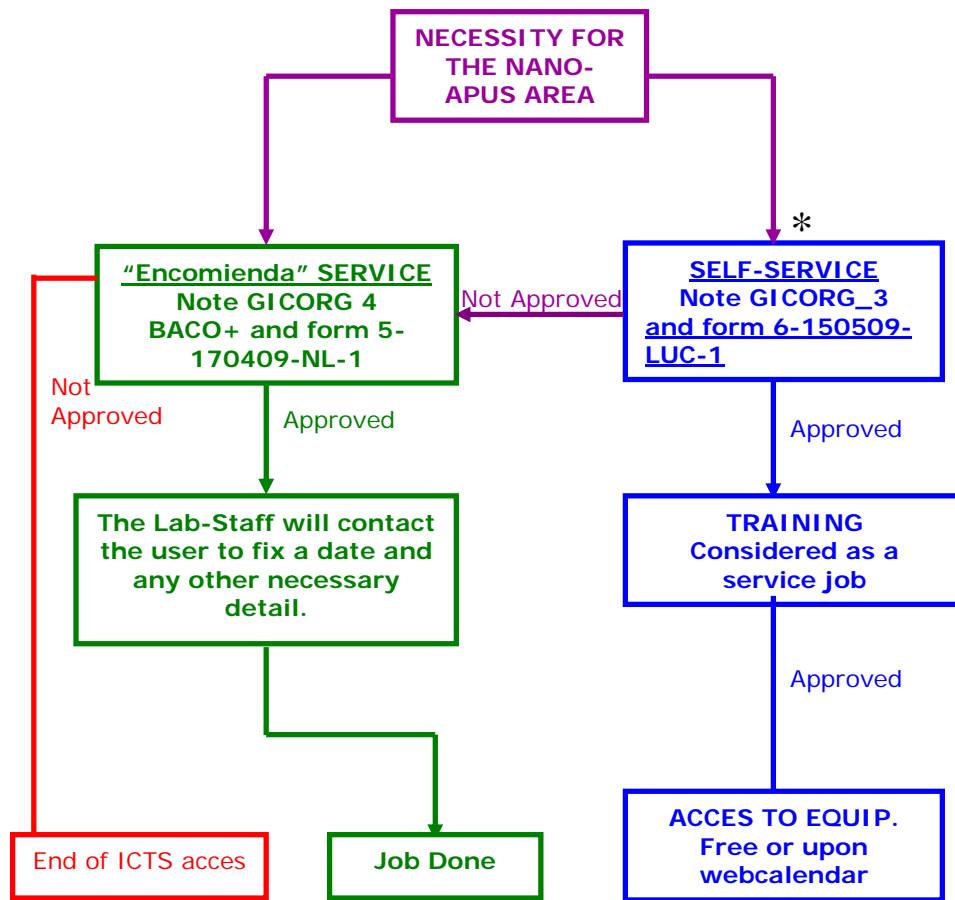 NECESSITY FOR
THE NANO-
APUS AREA
*
"Encomienda" SERVICE
Note GICORG 4
BACO+ and form 5-
170409-NL-1
Not Approved
SELF-SERVICE
Note GICORG_3
and form 6-150509-
LUC-1
Not
Approved
Approved
Approved
The Lab-Staff will contact
the user to fix a date and
any other necessary
detail.
TRAINING
Considered as a
service job
Approved
End of ICTS acces
Job Done
ACCES TO EQUIP.
Free or upon
webcalendar